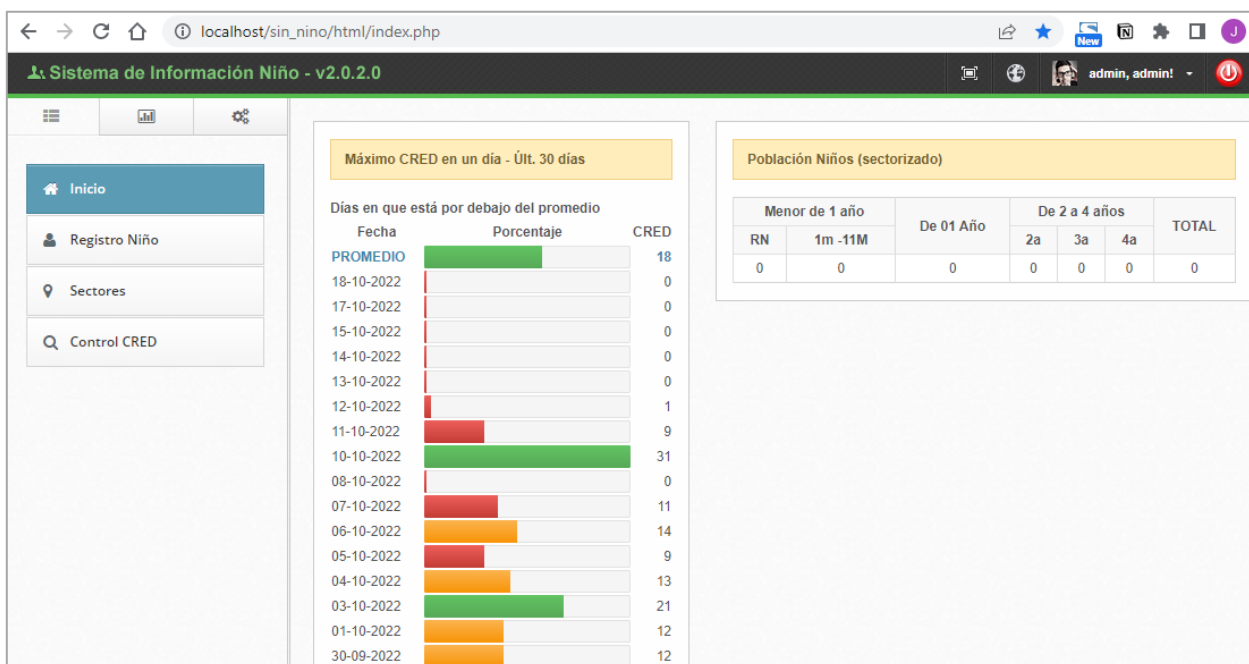 localhost/sin_nino/html/index.php
New
J
Sistema de Información Niño - v2.0.2.0
admin, admin!
Inicio
Registro Niño
Sectores
Control CRED
Máximo CRED en un día - Últ. 30 días
Días en que está por debajo del promedio
Fecha Porcentaje CRED
PROMEDIO 18
18-10-2022 0
17-10-2022 0
15-10-2022 0
14-10-2022 0
13-10-2022 0
12-10-2022 1
11-10-2022 9
10-10-2022 31
08-10-2022 0
07-10-2022 11
06-10-2022 14
05-10-2022 9
04-10-2022 13
03-10-2022 21
01-10-2022 12
30-09-2022 12
Población Niños (sectorizado)
Menor de 1 año De 01 Año De 2 a 4 años TOTAL
RN 1m -11M 2a 3a 4a
0 0 0 0 0 0 0